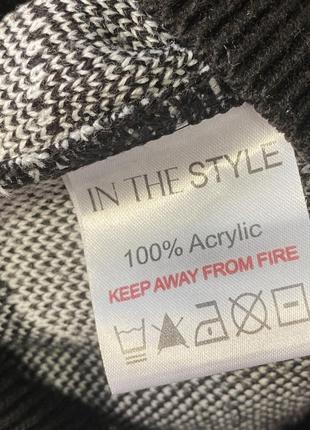 IN THE STYLE
100% Acrylic
KEEP AWAY FROM FIRE